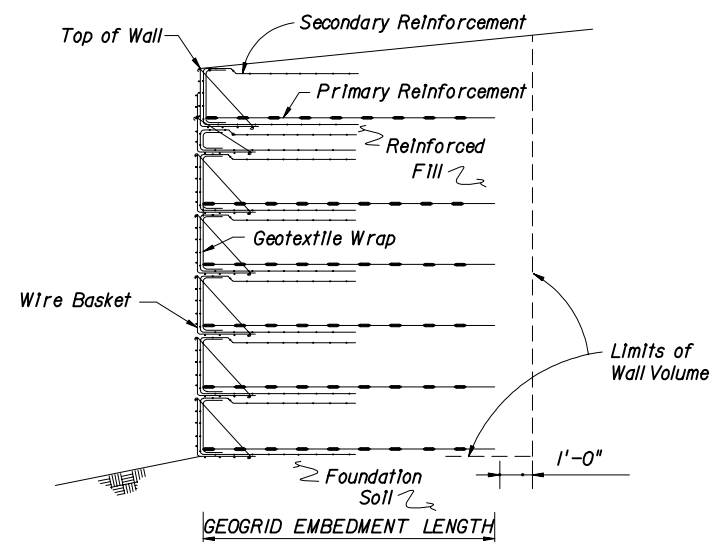 Secondary Reinforcement
Top of Wall
Primary Reinforcement
Reinforced
Fill
Geotextile Wrap
Wire Basket
Limits of
Wall Volume
1'-0"
Foundation
Soil
GEOGRID EMBEDMENT LENGTH